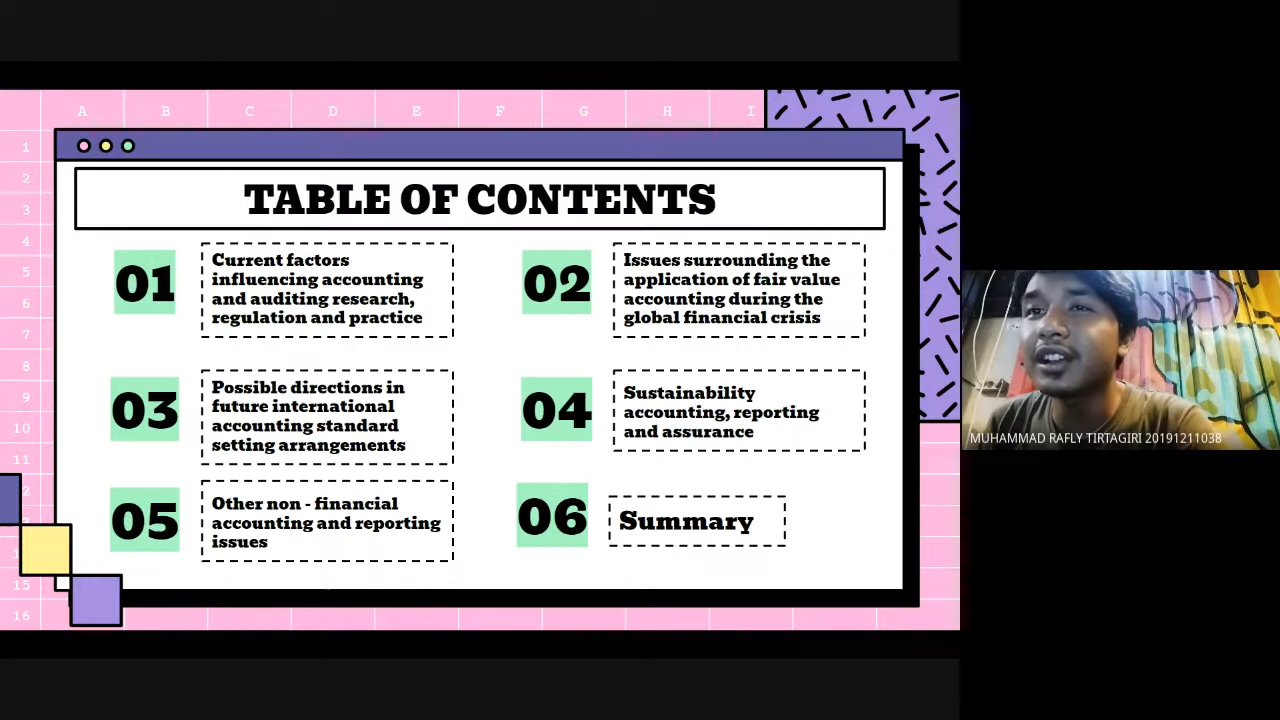 A B C D E F G H I
1
2
3
4
5
6
7
8
9
10
11
2
15
16
TABLE OF CONTENTS
01
Current factors
influencing accounting
and auditing research,
regulation and practice
02
Issues surrounding the
application of fair value
accounting during the
global financial crisis
03
Possible directions in
future international
accounting standard
setting arrangements
04
Sustainability
accounting, reporting
and assurance
05
Other non - financial
accounting and reporting
issues
06
Summary
MUHAMMAD RAFLY TIRTAGIRI 20191211038